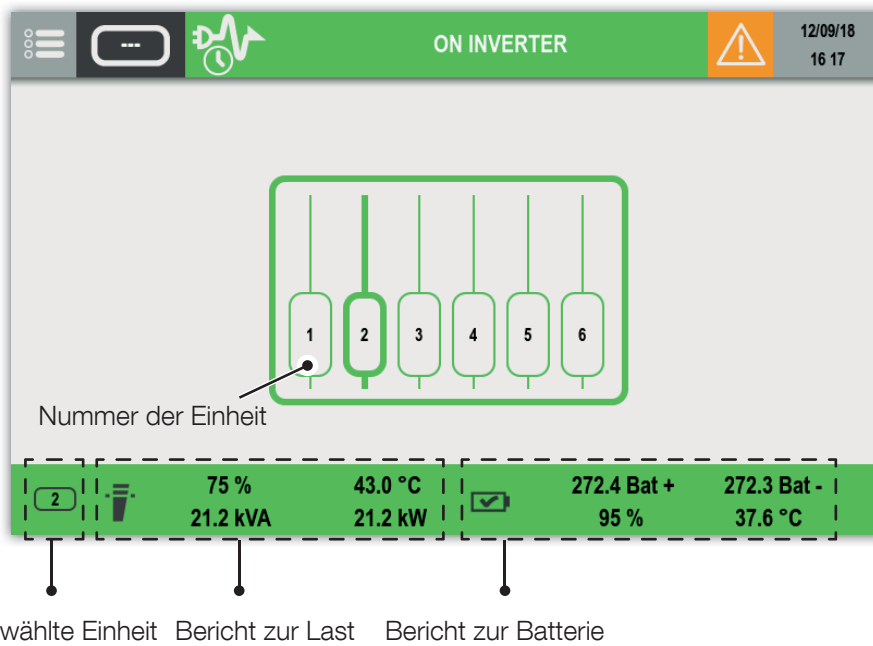 ---
ON INVERTER
12/09/18
16 17
1 2 3 4 5 6
Nummer der Einheit
2
75 % 43.0 °C
21.2 kVA 21.2 kW
272.4 Bat + 272.3 Bat -
95 % 37.6 °C
wählte Einheit Bericht zur Last Bericht zur Batterie